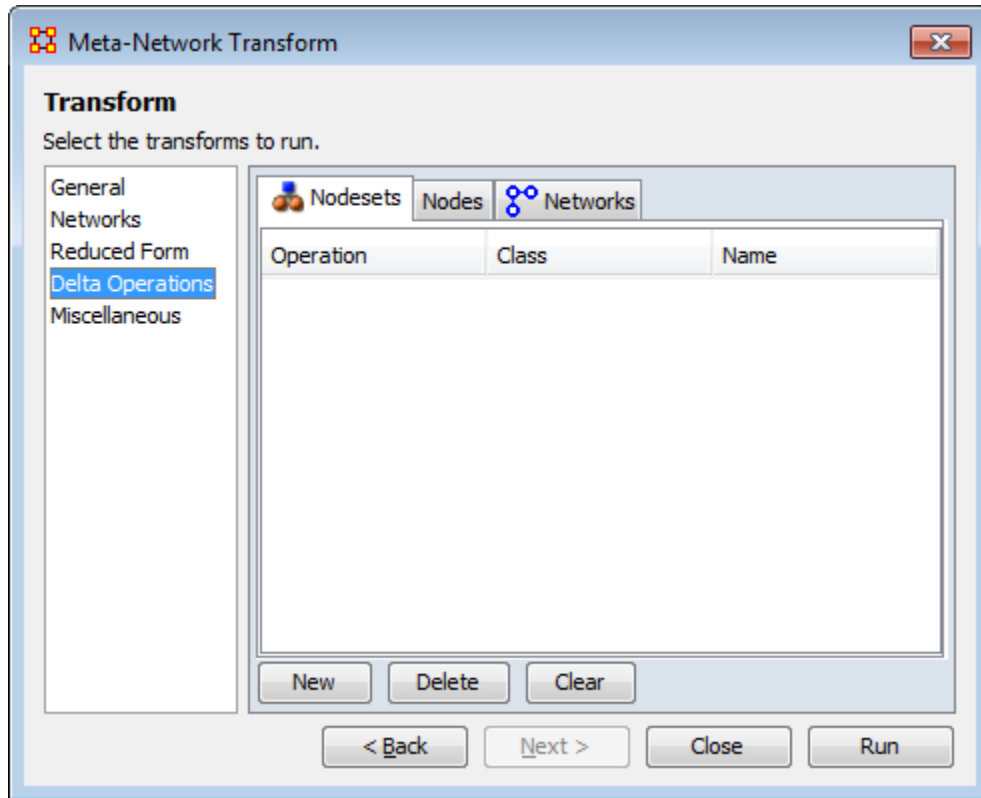 Meta-Network Transform
Transform
Select the transforms to run.
General
Networks
Reduced Form
Delta Operations
Miscellaneous
Nodesets Nodes Networks
Operation Class Name
New Delete Clear
< Back Next > Close Run